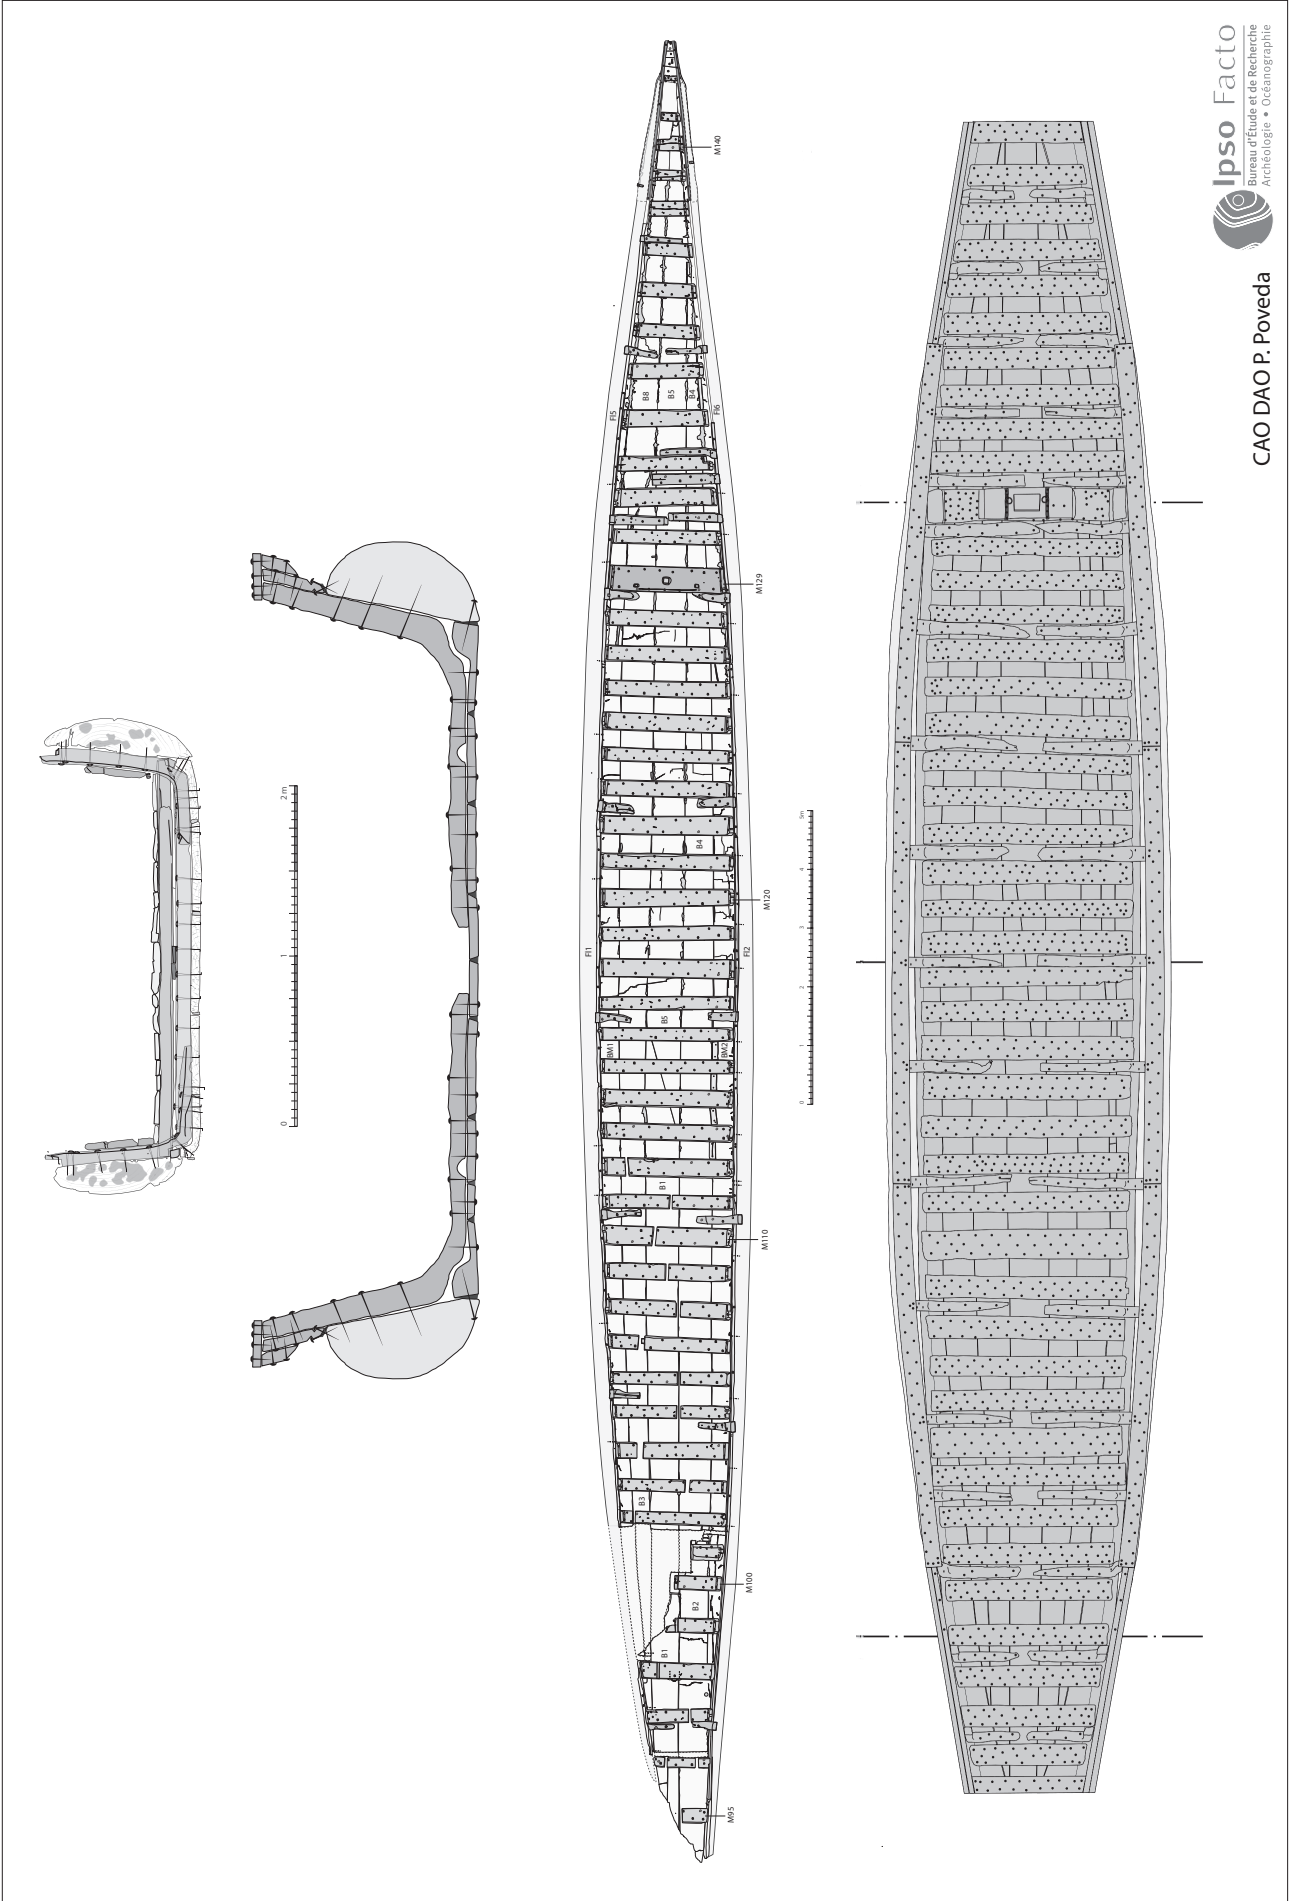 Ipso Facto
Bureau d'Étude et de Recherche
Archéologie • Océanographie
CAO DAO P. Poveda
2 m
1
0
M140
B8
B5
B4
FI5
FI6
M129
B4
M120
FI1
FI2
B5
BM1
BM2
B1
M110
B3
M100
B2
B1
M95
5m
4
3
2
1
0